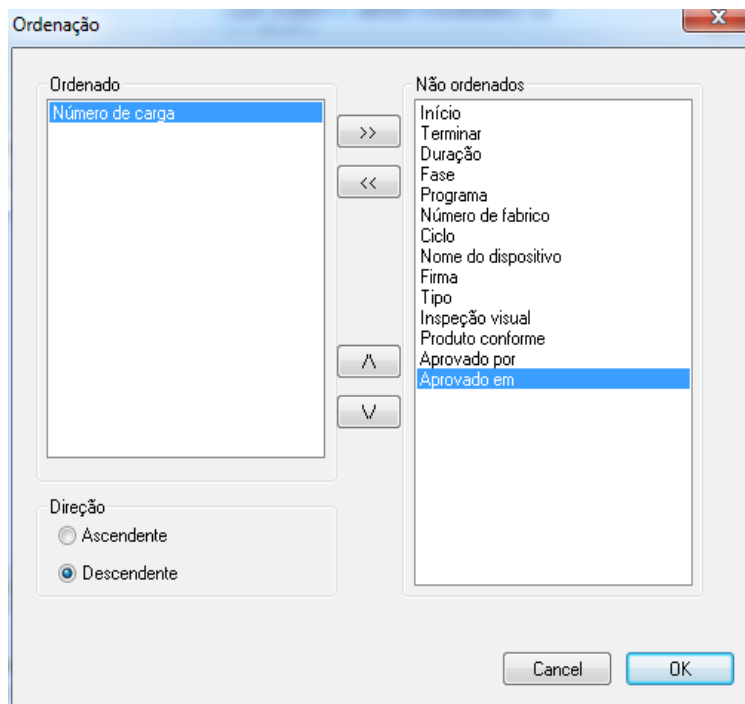 Ordenação
X
Ordenado
Número de carga
>>
<<
/\
\/
Não ordenados
Início
Terminar
Duração
Fase
Programa
Número de fabrico
Ciclo
Nome do dispositivo
Firma
Tipo
Inspeção visual
Produto conforme
Aprovado por
Aprovado em
Direção
Ascendente
Descendente
Cancel
OK